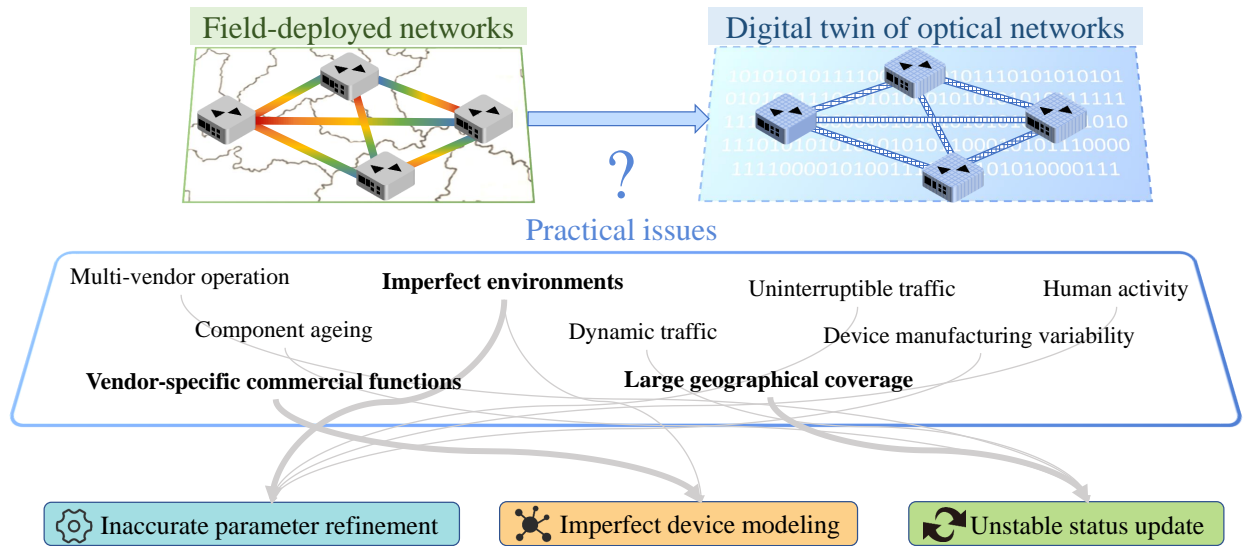 Field-deployed networks
Digital twin of optical networks
?
Practical issues
Multi-vendor operation
Imperfect environments
Uninterruptible traffic
Human activity
Component ageing
Dynamic traffic
Device manufacturing variability
Vendor-specific commercial functions
Large geographical coverage
Inaccurate parameter refinement
Imperfect device modeling
Unstable status update